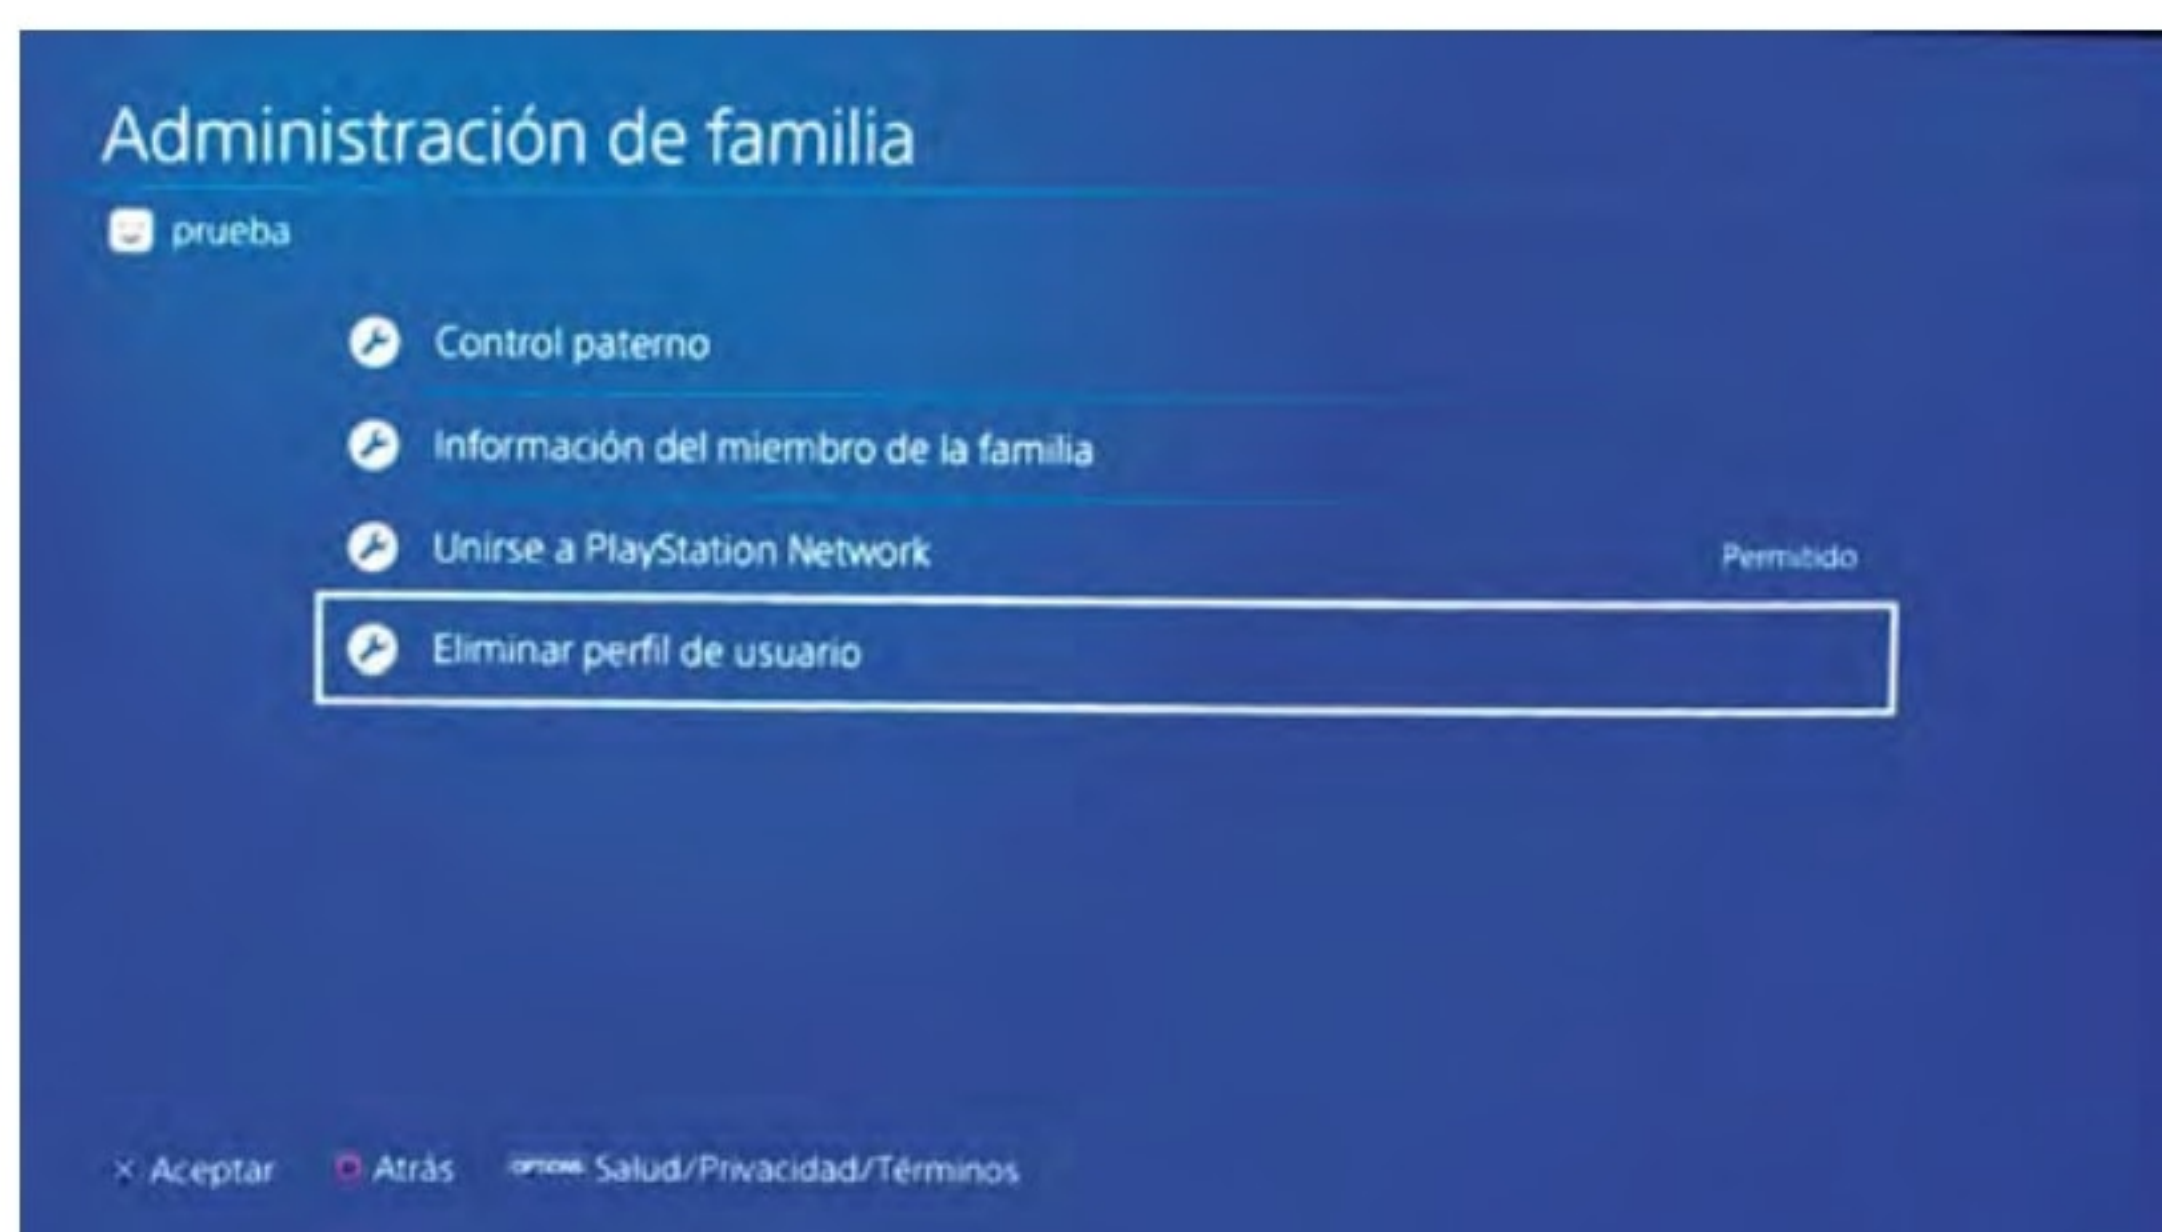 Administración de familia
prueba
Control paterno
Información del miembro de la familia
Unirse a PlayStation Network Permitido
Eliminar perfil de usuario
× Aceptar Atrás OPTIONS Salud/Privacidad/Términos